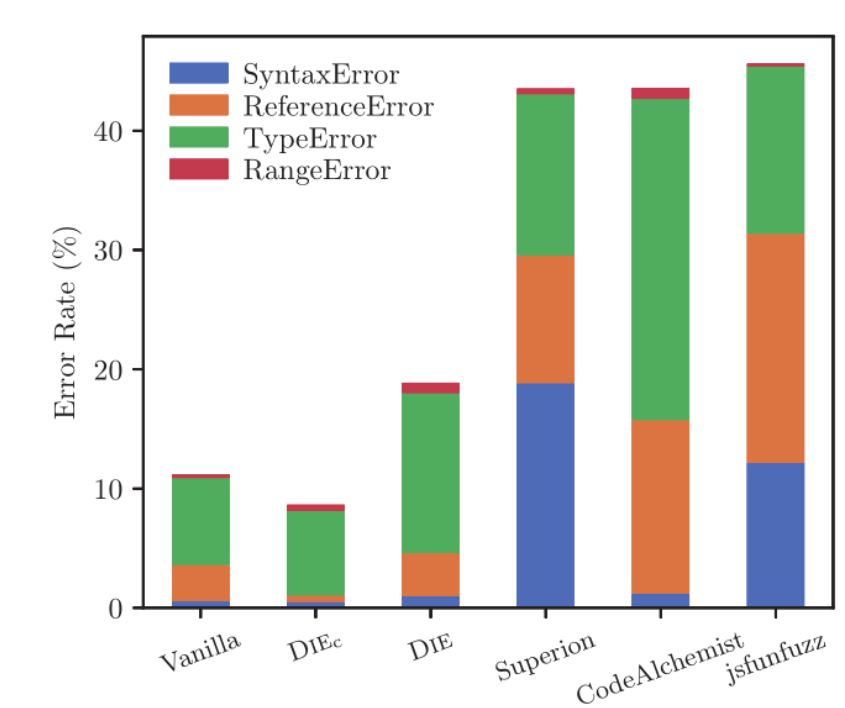 SyntaxError
ReferenceError
TypeError
RangeError
Error Rate (%)
40
30
20
10
0
Vanilla
DIEc
DIE
Superion
CodeAlchemist
jsfunfuzz